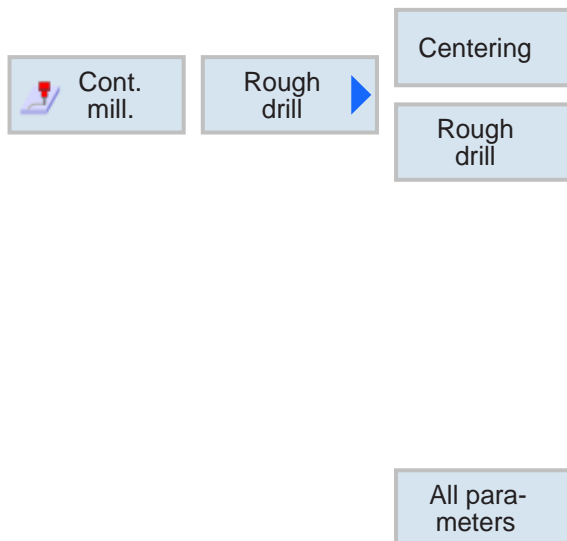 Centering
Cont.
mill.
Rough
drill
Rough
drill
All para-
meters